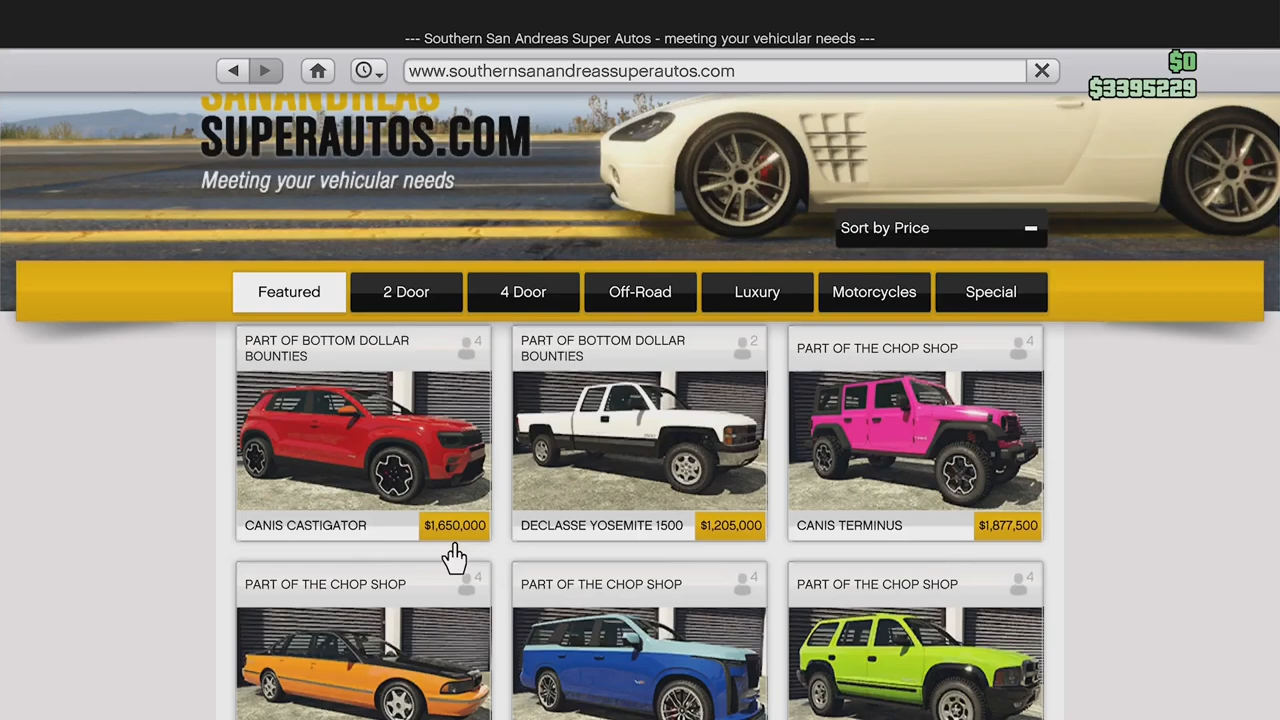 --- Southern San Andreas Super Autos - meeting your vehicular needs ---
www.southernsanandreassuperautos.com
$0
$3395229
SANANDREAS
SUPERAUTOS.COM
Meeting your vehicular needs
Sort by Price
Featured
2 Door
4 Door
Off-Road
Luxury
Motorcycles
Special
PART OF BOTTOM DOLLAR
BOUNTIES
4
PART OF BOTTOM DOLLAR
BOUNTIES
2
PART OF THE CHOP SHOP
4
CANIS CASTIGATOR
$1,650,000
DECLASSE YOSEMITE 1500
$1,205,000
CANIS TERMINUS
$1,877,500
PART OF THE CHOP SHOP
4
PART OF THE CHOP SHOP
4
PART OF THE CHOP SHOP
4